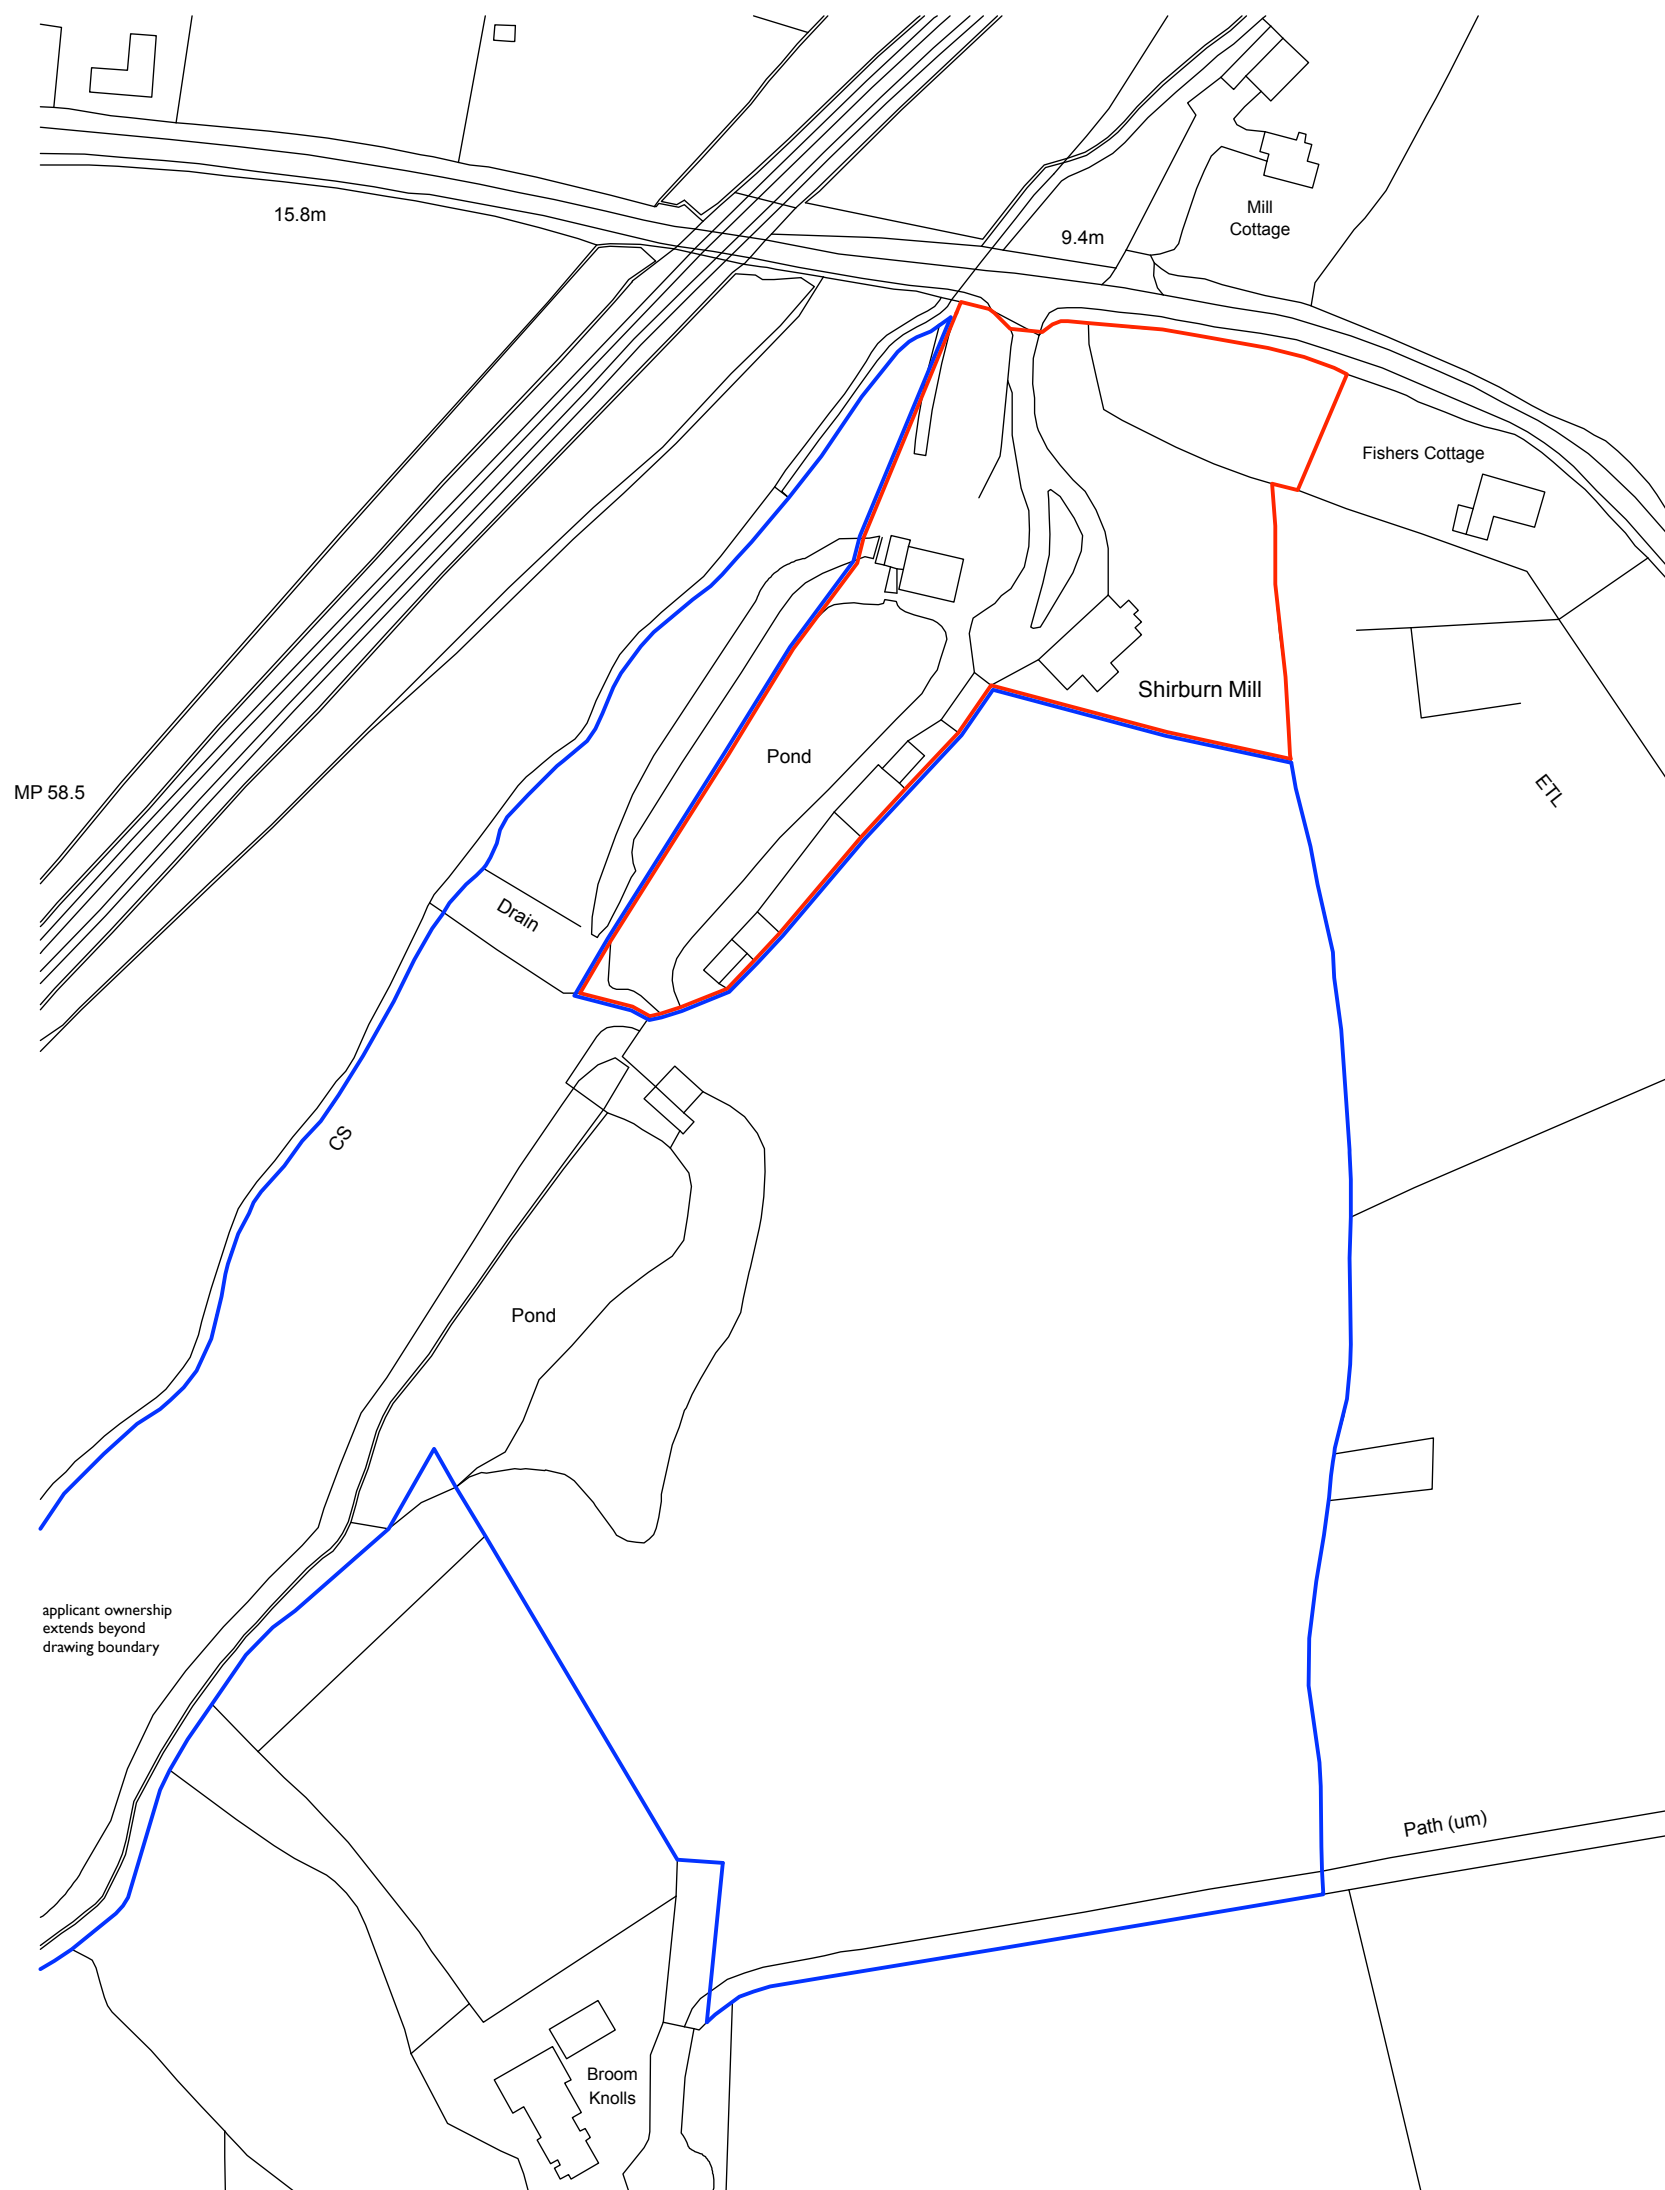 15.8m
9.4m
Mill
Cottage
Fishers Cottage
Shirburn Mill
Pond
MP 58.5
ETL
Drain
CS
Pond
applicant ownership
extends beyond
drawing boundary
Path (um)
Broom
Knolls